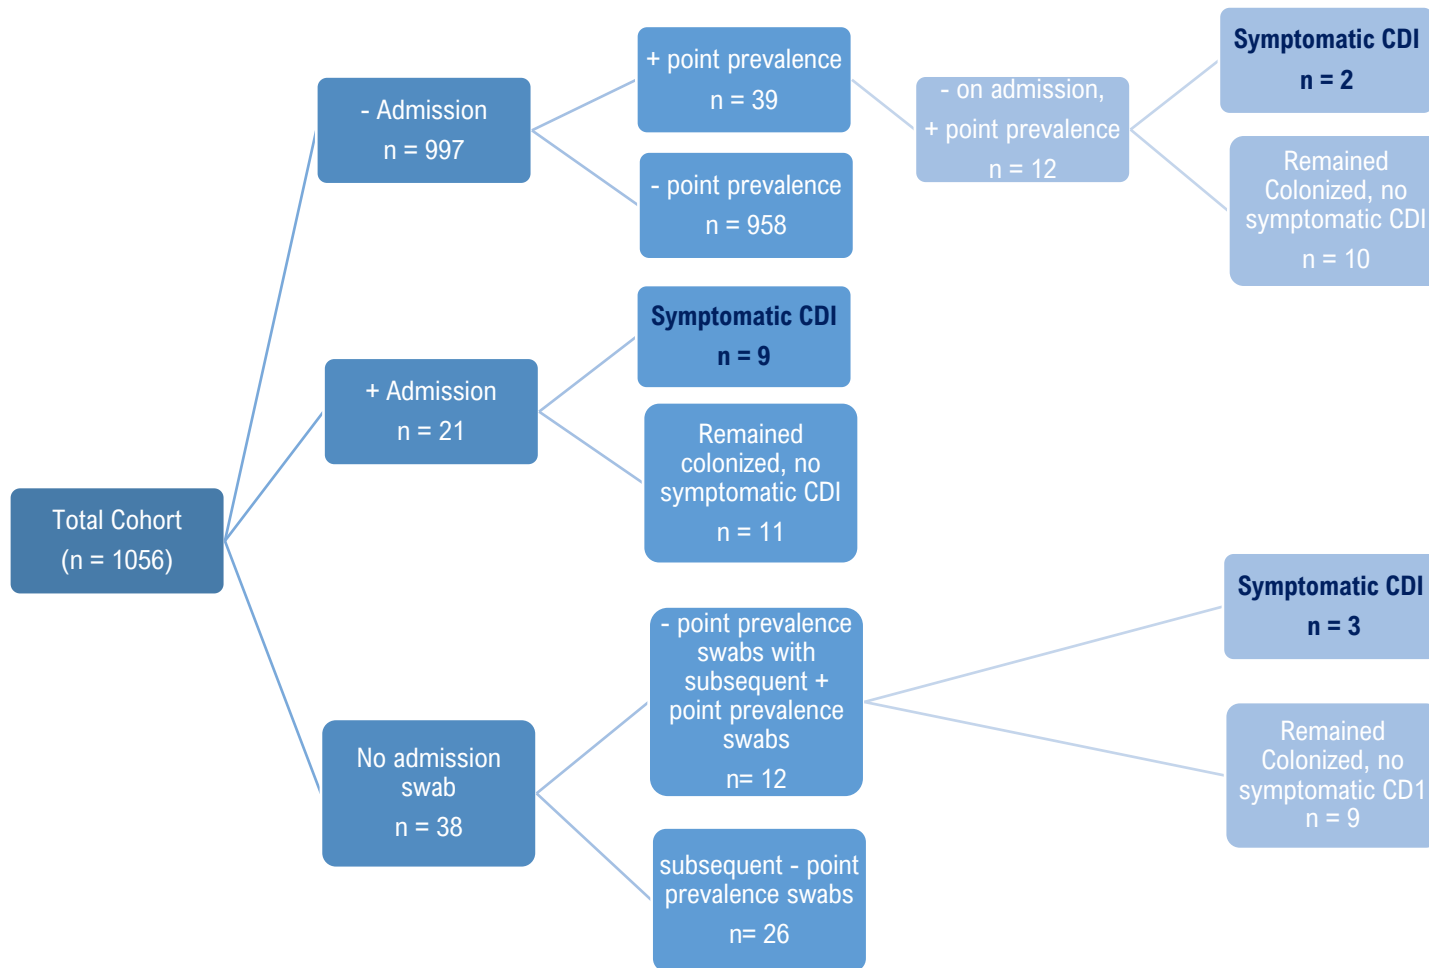 Total Cohort
(n = 1056)
- Admission
n = 997
+ point prevalence
n = 39
- point prevalence
n = 958
- on admission,
+ point prevalence
n = 12
Symptomatic CDI
n = 2
Remained
Colonized, no
symptomatic CDI
n = 10
+ Admission
n = 21
Symptomatic CDI
n = 9
Remained
colonized, no
symptomatic CDI
n = 11
No admission
swab
n = 38
- point prevalence
swabs with
subsequent +
point prevalence
swabs
n= 12
subsequent - point
prevalence swabs
n= 26
Symptomatic CDI
n = 3
Remained
Colonized, no
symptomatic CD1
n = 9